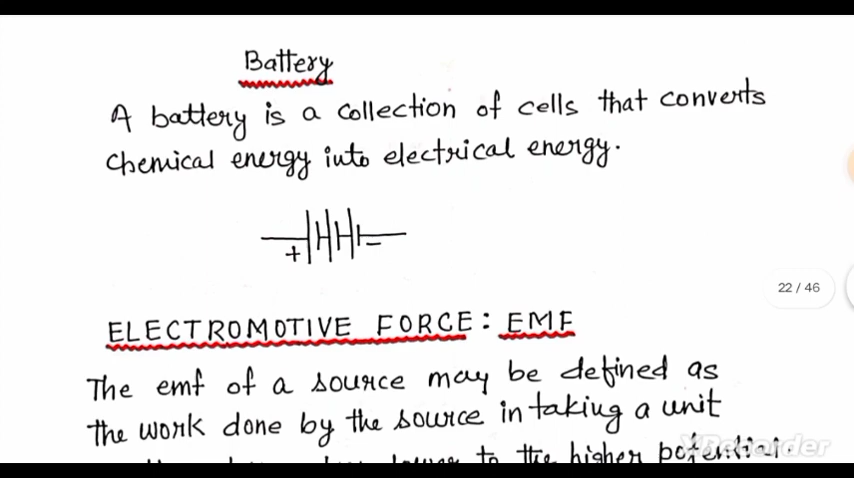 Battery
A battery is a collection of cells that converts
chemical energy into electrical energy.
+ −
22 / 46
ELECTROMOTIVE FORCE: EMF
The emf of a source may be defined as
the work done by the source in taking a unit
to the higher potential.
XRecorder